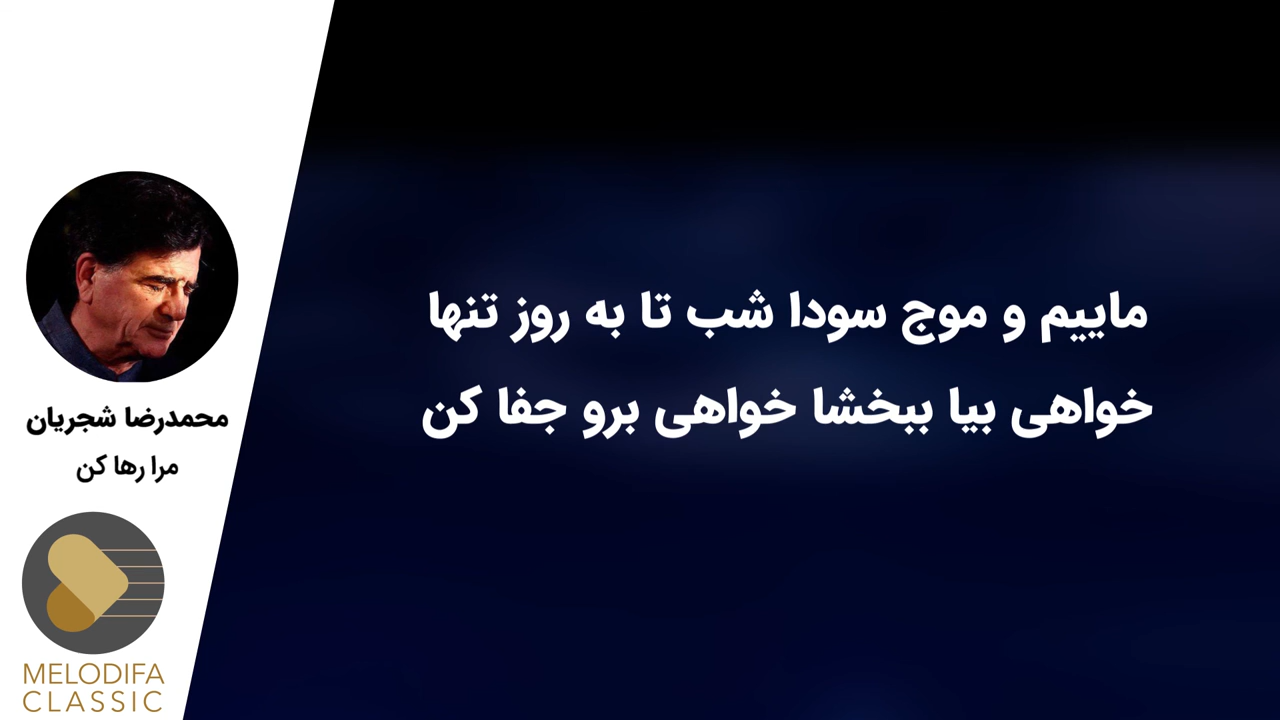 ماییم و موج سودا شب تا به روز تنها
خواهی بیا ببخشا خواهی برو جفا کن
محمدرضا شجریان
مرا رها کن
MELODIFA
CLASSIC